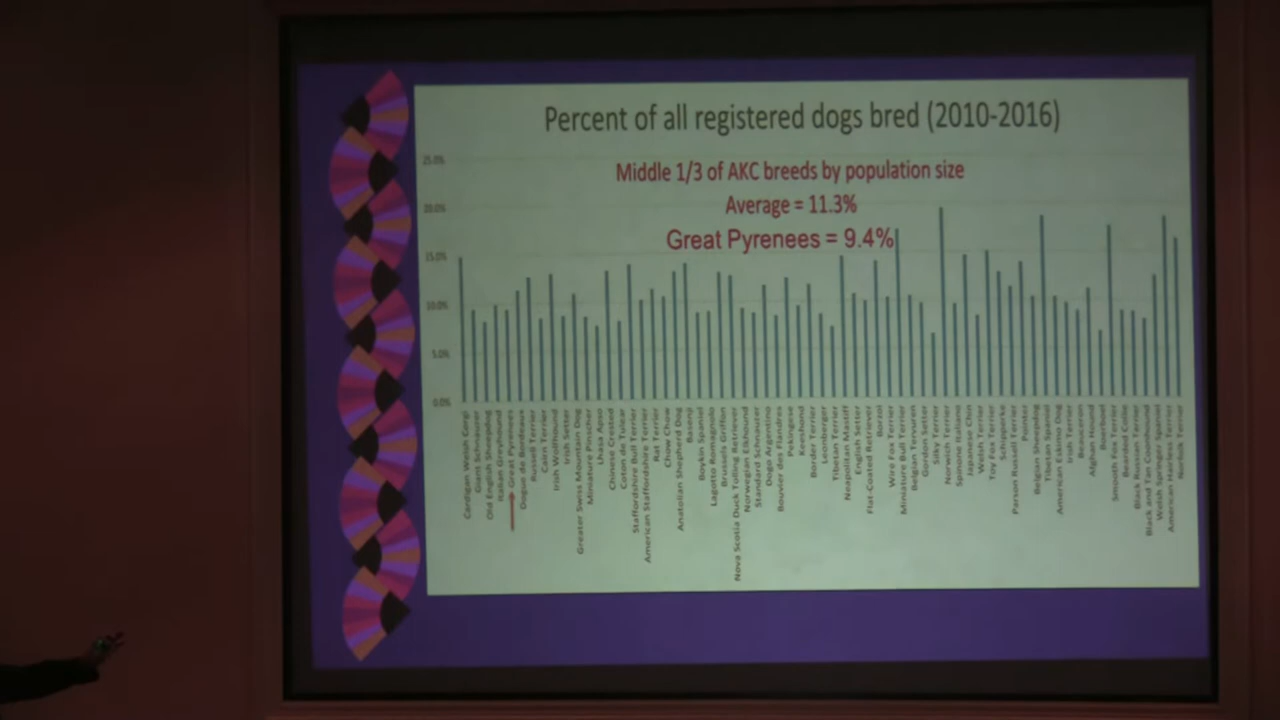 Percent of all registered dogs bred (2010-2016)
Middle 1/3 of AKC breeds by population size
Average = 11.3%
Great Pyrenees = 9.4%
25.0%
20.0%
15.0%
10.0%
5.0%
0.0%
Cardigan Welsh Corgi
Giant Schnauzer
Old English Sheepdog
Italian Greyhound
Great Pyrenees
Dogue de Bordeaux
Russell Terrier
Cairn Terrier
Irish Wolfhound
Irish Setter
Greater Swiss Mountain Dog
Miniature Pinscher
Lhasa Apso
Chinese Crested
Coton de Tulear
Staffordshire Bull Terrier
American Staffordshire Terrier
Rat Terrier
Chow Chow
Anatolian Shepherd Dog
Basenji
Boykin Spaniel
Lagotto Romagnolo
Brussels Griffon
Nova Scotia Duck Tolling Retriever
Norwegian Elkhound
Standard Schnauzer
Dogo Argentino
Bouvier des Flandres
Pekingese
Keeshond
Border Terrier
Leonberger
Tibetan Terrier
Neapolitan Mastiff
English Setter
Flat-Coated Retriever
Borzoi
Wire Fox Terrier
Miniature Bull Terrier
Belgian Tervuren
Gordon Setter
Silky Terrier
Norwich Terrier
Spinone Italiano
Japanese Chin
Welsh Terrier
Toy Fox Terrier
Schipperke
Parson Russell Terrier
Pointer
Belgian Sheepdog
Tibetan Spaniel
American Eskimo Dog
Irish Terrier
Afghan Hound
Smooth Fox Terrier
Bearded Collie
Black Russian Terrier
Black and Tan Coonhound
Welsh Springer Spaniel
American Hairless Terrier
Norfolk Terrier